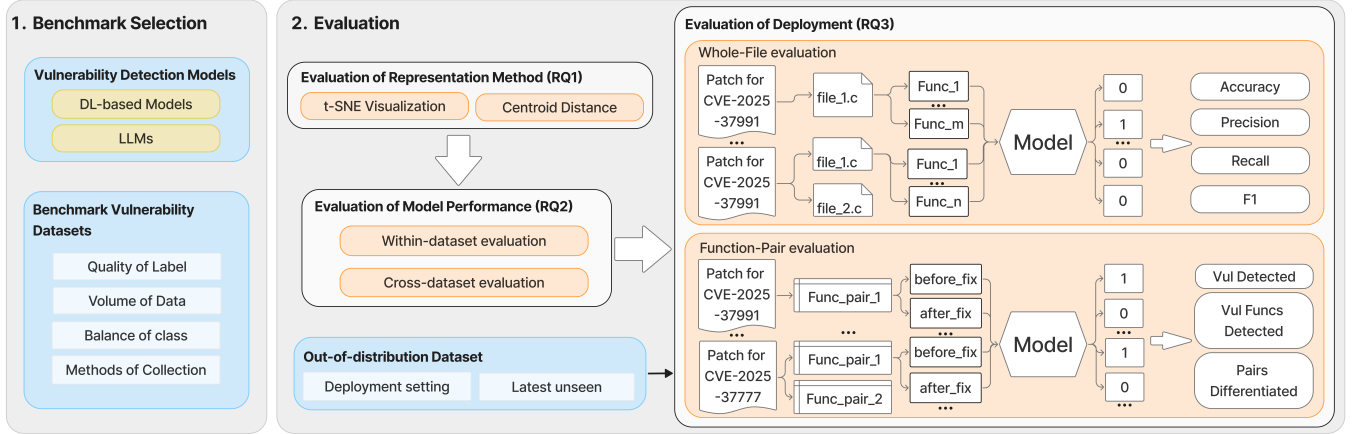 1. Benchmark Selection
Vulnerability Detection Models
DL-based Models
LLMs
Benchmark Vulnerability
Datasets
Quality of Label
Volume of Data
Balance of class
Methods of Collection
2. Evaluation
Evaluation of Representation Method (RQ1)
t-SNE Visualization
Centroid Distance
Evaluation of Model Performance (RQ2)
Within-dataset evaluation
Cross-dataset evaluation
Out-of-distribution Dataset
Deployment setting
Latest unseen
Evaluation of Deployment (RQ3)
Whole-File evaluation
Patch for
CVE-2025
-37991
...
Patch for
CVE-2025
-37991
file_1.c
file_1.c
file_2.c
Func_1
...
Func_m
Func_1
...
Func_n
Model
0
1
...
0
0
Accuracy
Precision
Recall
F1
Function-Pair evaluation
Patch for
CVE-2025
-37991
...
Patch for
CVE-2025
-37777
Func_pair_1
...
Func_pair_1
Func_pair_2
before_fix
after_fix
...
before_fix
after_fix
...
Model
1
0
...
1
0
...
Vul Detected
Vul Funcs
Detected
Pairs
Differentiated